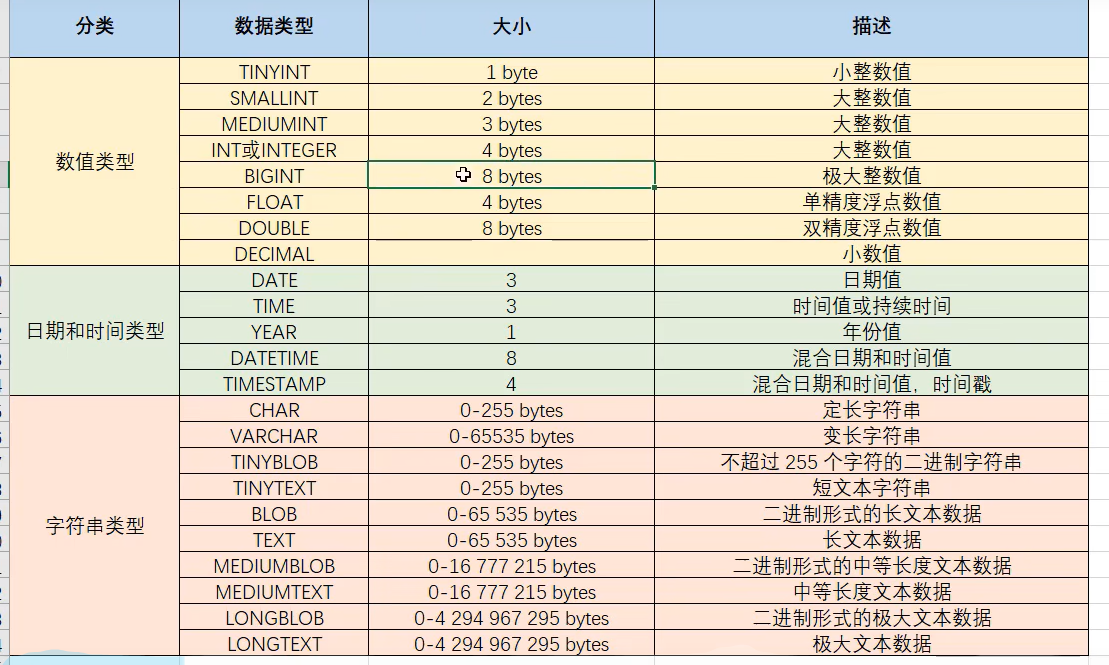 分类 数据类型 大小 描述
数值类型
TINYINT 1 byte 小整数值
SMALLINT 2 bytes 大整数值
MEDIUMINT 3 bytes 大整数值
INT或INTEGER 4 bytes 大整数值
BIGINT 8 bytes 极大整数值
FLOAT 4 bytes 单精度浮点数值
DOUBLE 8 bytes 双精度浮点数值
DECIMAL 小数值
日期和时间类型
DATE 3 日期值
TIME 3 时间值或持续时间
YEAR 1 年份值
DATETIME 8 混合日期和时间值
TIMESTAMP 4 混合日期和时间值，时间戳
字符串类型
CHAR 0-255 bytes 定长字符串
VARCHAR 0-65535 bytes 变长字符串
TINYBLOB 0-255 bytes 不超过 255 个字符的二进制字符串
TINYTEXT 0-255 bytes 短文本字符串
BLOB 0-65 535 bytes 二进制形式的长文本数据
TEXT 0-65 535 bytes 长文本数据
MEDIUMBLOB 0-16 777 215 bytes 二进制形式的中等长度文本数据
MEDIUMTEXT 0-16 777 215 bytes 中等长度文本数据
LONGBLOB 0-4 294 967 295 bytes 二进制形式的极大文本数据
LONGTEXT 0-4 294 967 295 bytes 极大文本数据